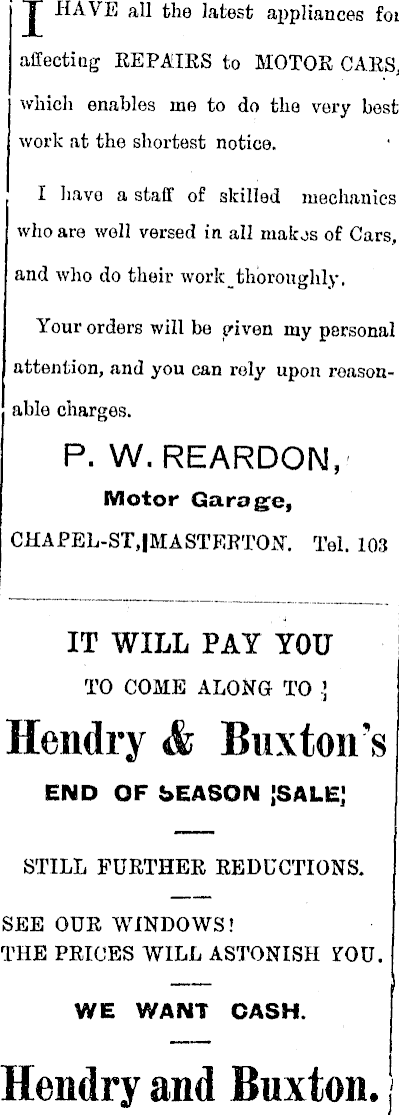 I HAVE all the latest appliances for
affecting REPAIRS to MOTOR CARS,
which enables me to do the very best
work at the shortest notice.
I have a staff of skilled mechanics
who are well versed in all makes of Cars,
and who do their work thoroughly.
Your orders will be given my personal
attention, and you can rely upon reason-
able charges.
P. W. REARDON,
Motor Garage,
CHAPEL-ST, MASTERTON. Tel. 103
IT WILL PAY YOU
TO COME ALONG TO
Hendry & Buxton's
END OF SEASON SALE
STILL FURTHER REDUCTIONS.
SEE OUR WINDOWS!
THE PRICES WILL ASTONISH YOU.
WE WANT CASH.
Hendry and Buxton.